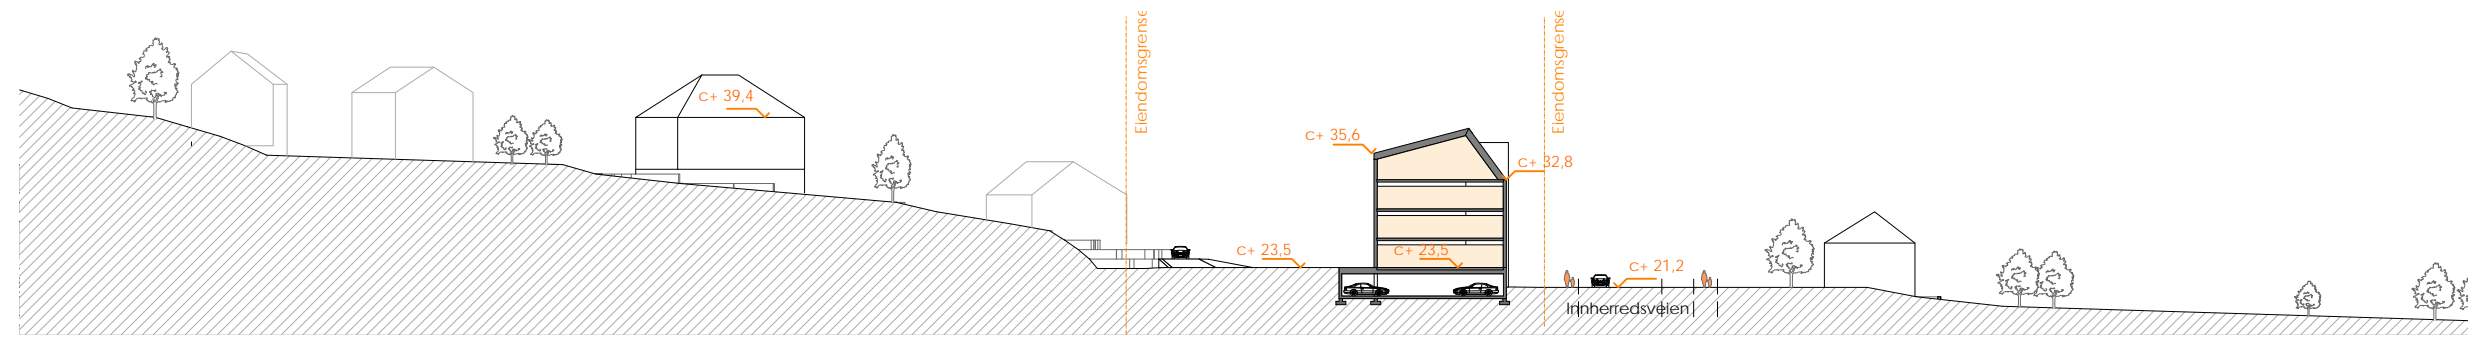 Eiendomsgrense
Eiendomsgrense
C+ 39,4
C+ 35,6
C+ 32,8
C+ 23,5
C+ 23,5
C+ 21,2
Innherredsveien